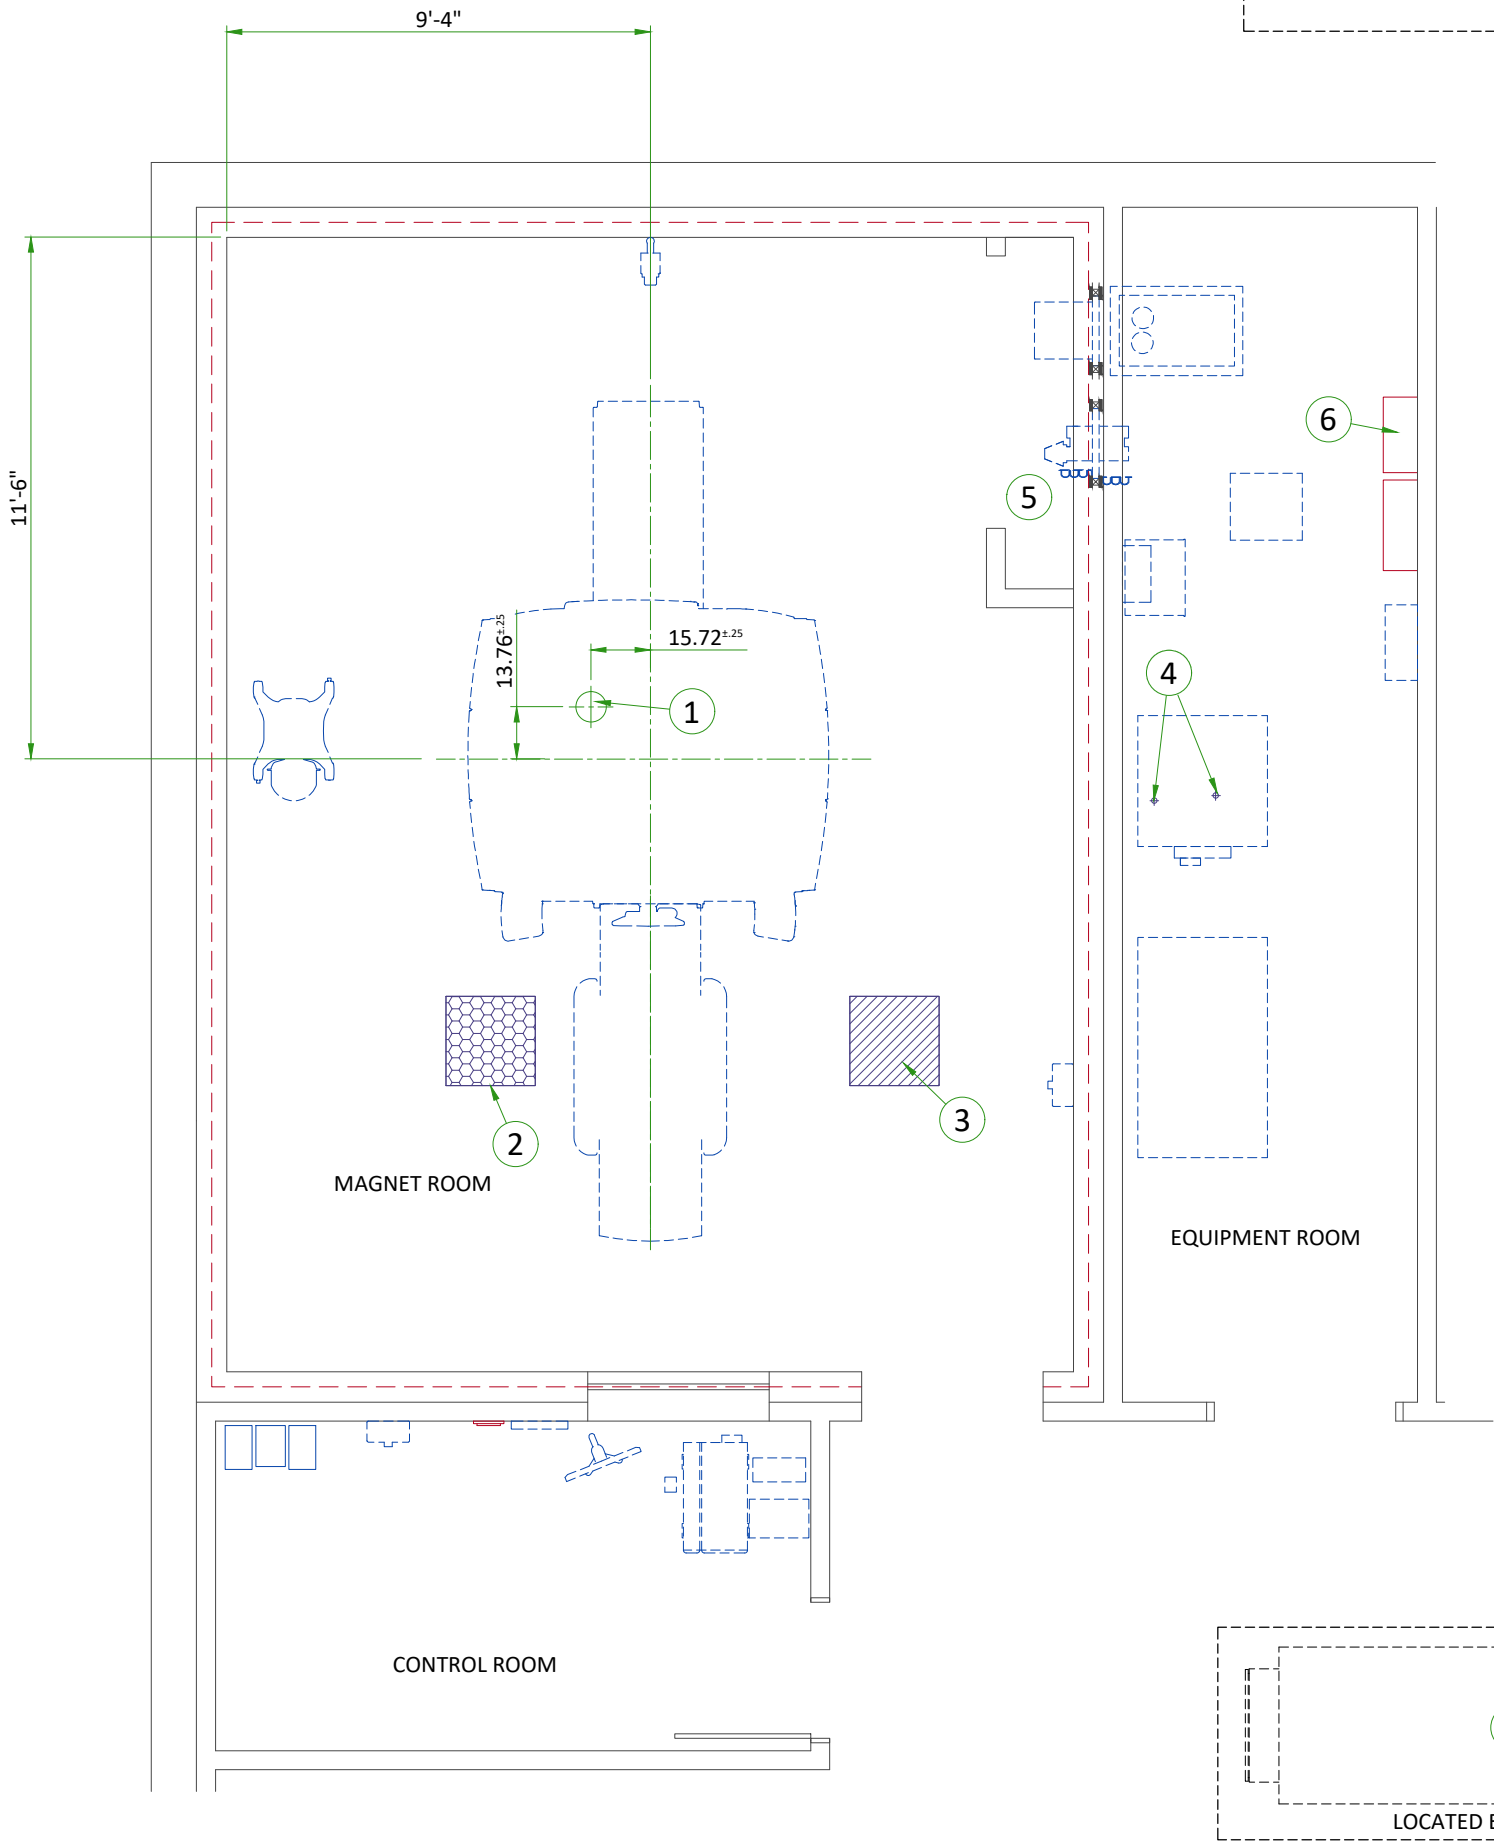 9'-4"
11'-6"
6
5
13.76±.25
15.72±.25
4
1
3
2
MAGNET ROOM
EQUIPMENT ROOM
CONTROL ROOM
LOCATED